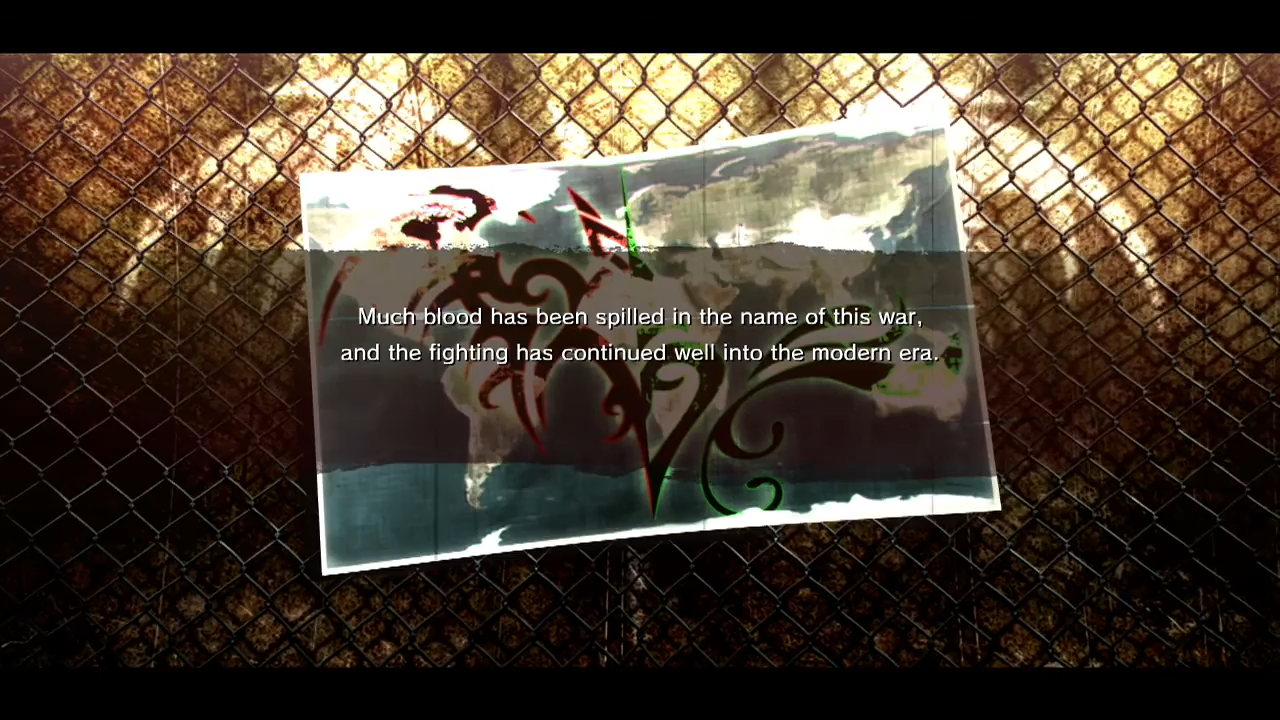 Much blood has been spilled in the name of this war,
and the fighting has continued well into the modern era.